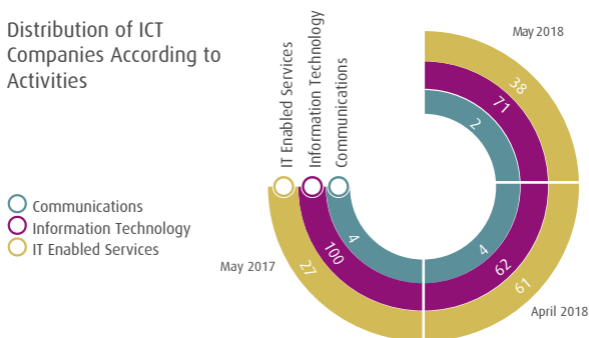 Distribution of ICT
Companies According to
Activities
IT Enabled Services
Information Technology
Communications
May 2018
38
71
2
Communications
Information Technology
IT Enabled Services
May 2017
27
100
4
4
62
61
April 2018